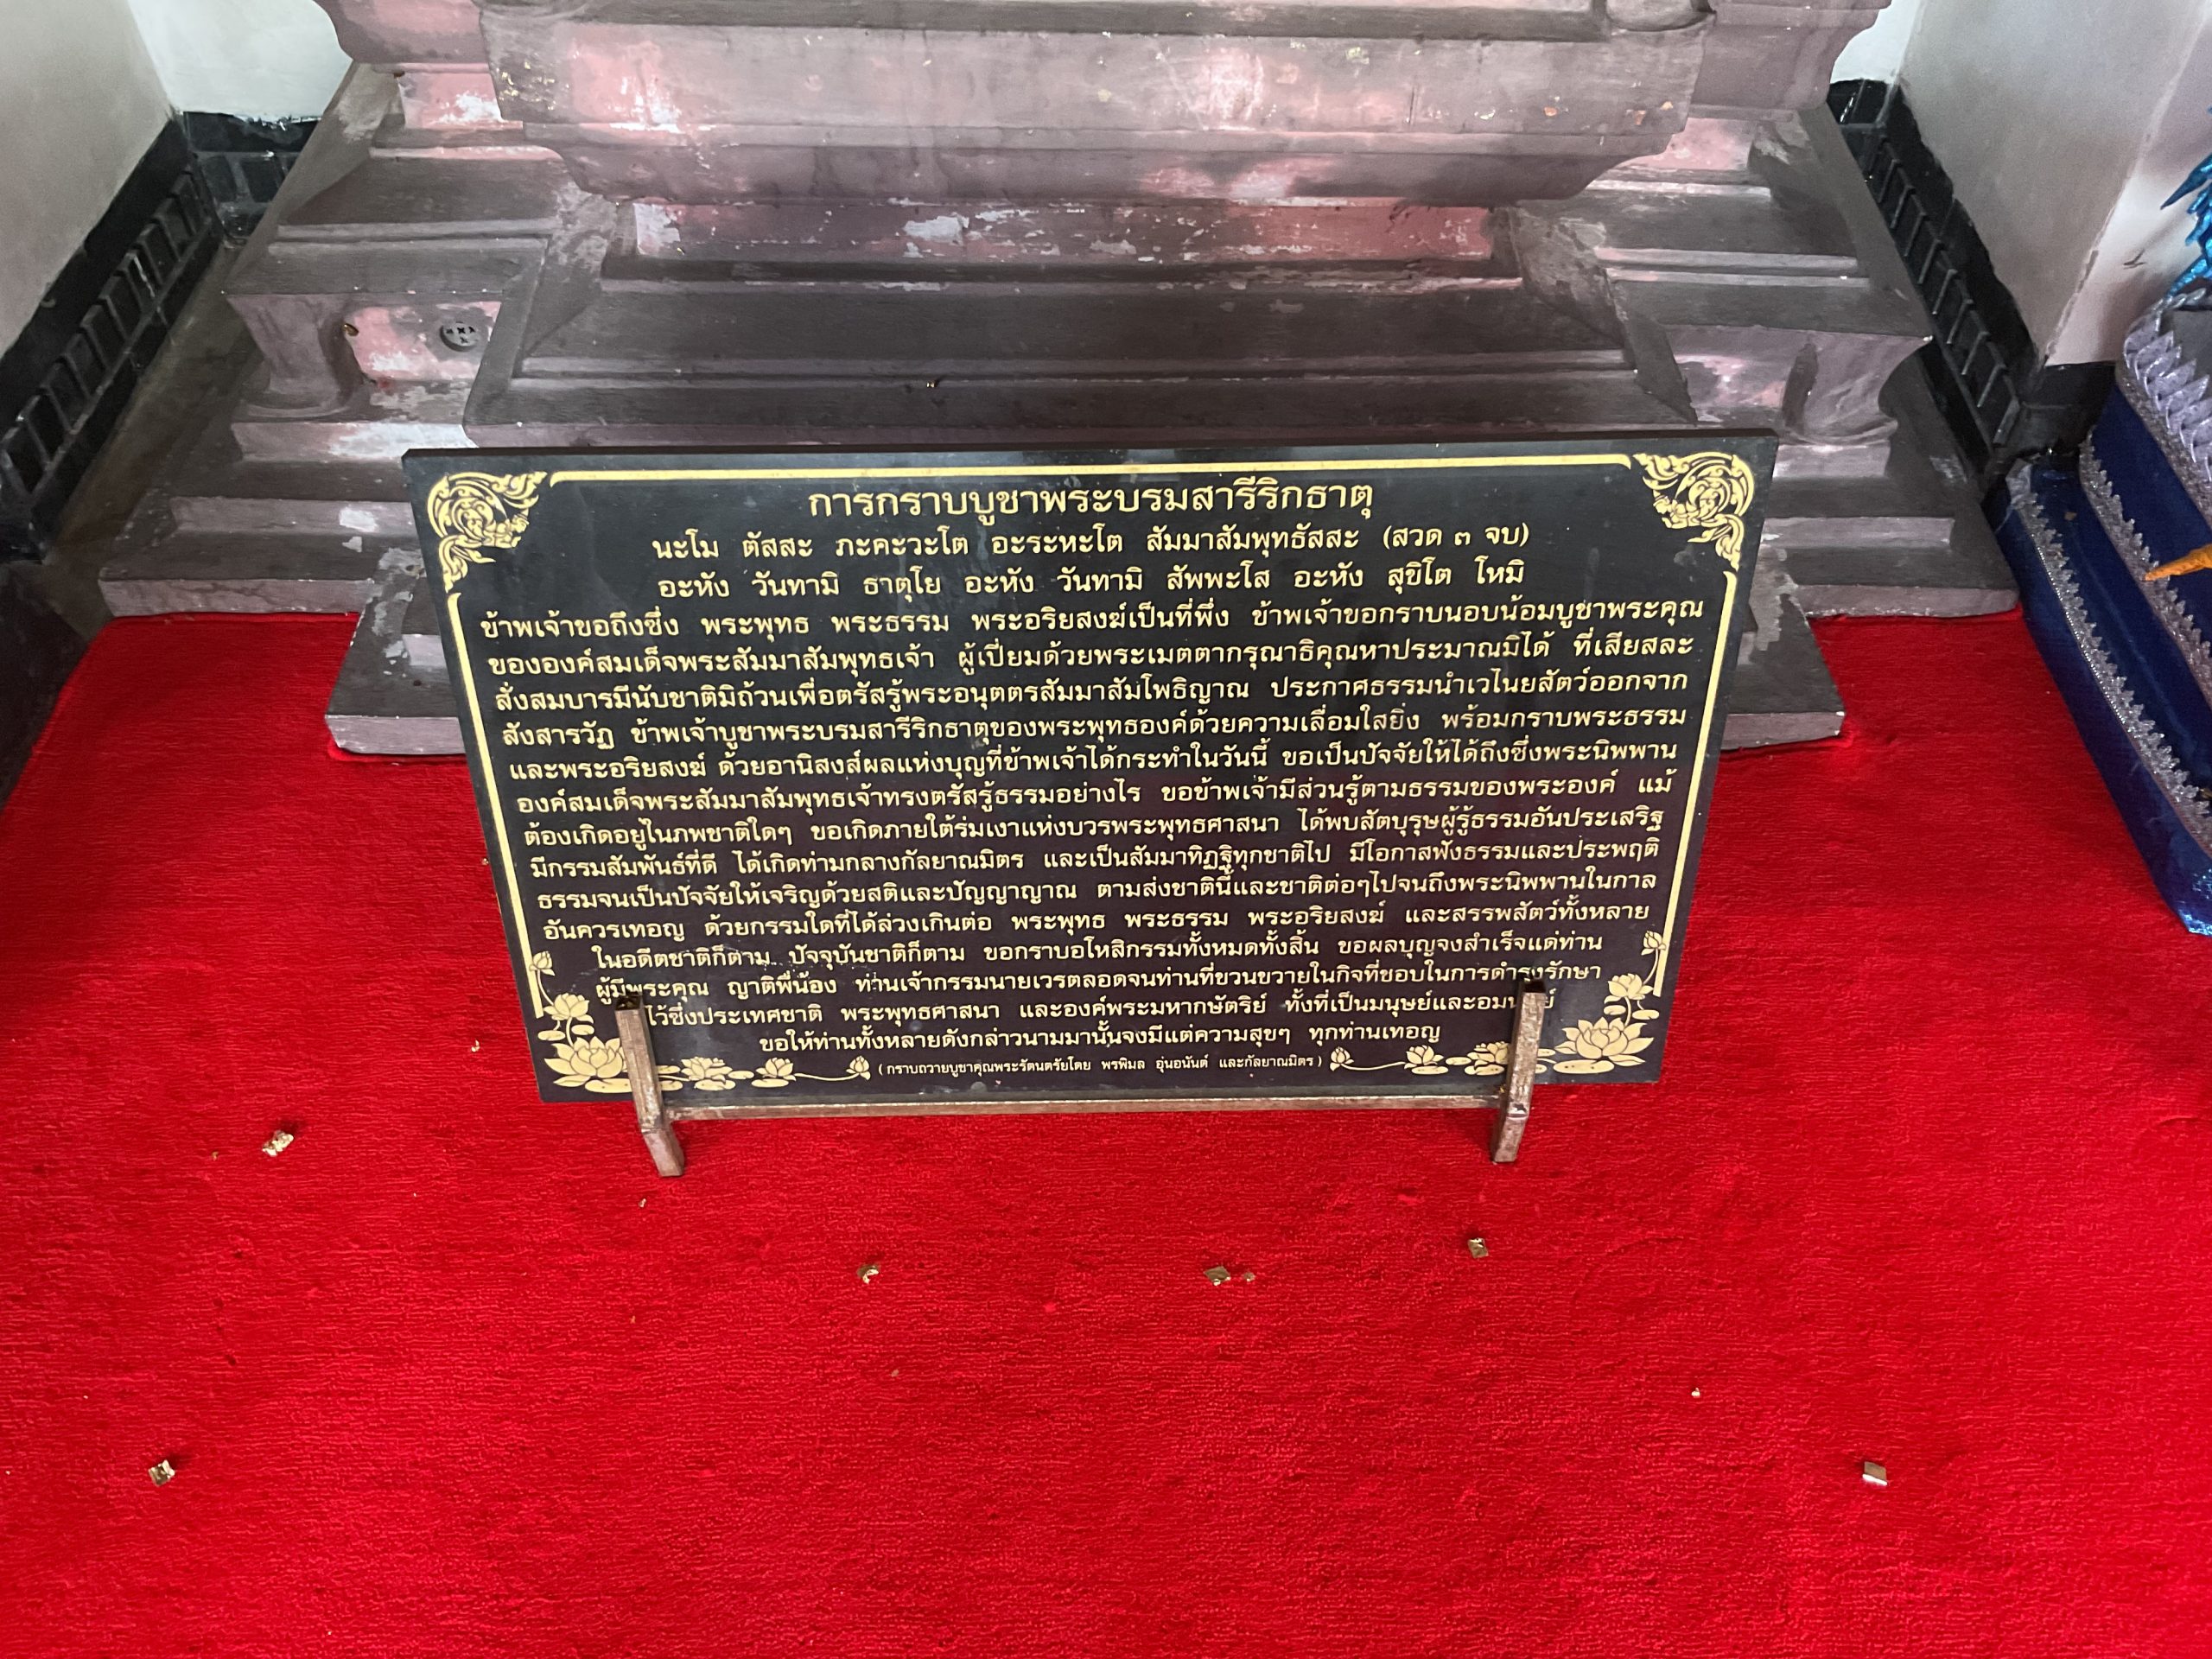 การกราบบูชาพระบรมสารีริกธาตุ
นะโม ตัสสะ ภะคะวะโต อะระหะโต สัมมาสัมพุทธัสสะ (สวด ๓ จบ)
อะหัง วันทามิ ธาตุโย อะหัง วันทามิ สัพพะโส อะหัง สุขิโต โหมิ
ข้าพเจ้าขอถึงซึ่ง พระพุทธ พระธรรม พระอริยสงฆ์เป็นที่พึ่ง ข้าพเจ้าขอกราบนอบน้อมบูชาพระคุณ
ขององค์สมเด็จพระสัมมาสัมพุทธเจ้า ผู้เปี่ยมด้วยพระเมตตากรุณาธิคุณหาประมาณมิได้ ที่เสียสละ
สั่งสมบารมีนับชาติมิถ้วนเพื่อตรัสรู้พระอนุตตรสัมมาสัมโพธิญาณ ประกาศธรรมนำเวไนยสัตว์ออกจาก
สังสารวัฏ ข้าพเจ้าบูชาพระบรมสารีริกธาตุของพระพุทธองค์ด้วยความเลื่อมใสยิ่ง พร้อมกราบพระธรรม
และพระอริยสงฆ์ ด้วยอานิสงส์ผลแห่งบุญที่ข้าพเจ้าได้กระทำในวันนี้ ขอเป็นปัจจัยให้ได้ถึงซึ่งพระนิพพาน
องค์สมเด็จพระสัมมาสัมพุทธเจ้าทรงตรัสรู้ธรรมอย่างไร ขอข้าพเจ้ามีส่วนรู้ตามธรรมของพระองค์ แม้
ต้องเกิดอยู่ในภพชาติใดๆ ขอเกิดภายใต้ร่มเงาแห่งบวรพระพุทธศาสนา ได้พบสัตบุรุษผู้รู้ธรรมอันประเสริฐ
มีกรรมสัมพันธ์ที่ดี ได้เกิดท่ามกลางกัลยาณมิตร และเป็นสัมมาทิฏฐิทุกชาติไป มีโอกาสฟังธรรมและประพฤติ
ธรรมจนเป็นปัจจัยให้เจริญด้วยสติและปัญญาญาณ ตามส่งชาตินี้และชาติต่อๆไปจนถึงพระนิพพานในกาล
อันควรเทอญ ด้วยกรรมใดที่ได้ล่วงเกินต่อ พระพุทธ พระธรรม พระอริยสงฆ์ และสรรพสัตว์ทั้งหลาย
ในอดีตชาติก็ตาม ปัจจุบันชาติก็ตาม ขอกราบอโหสิกรรมทั้งหมดทั้งสิ้น ขอผลบุญจงสำเร็จแด่ท่าน
ผู้มีพระคุณ ญาติพี่น้อง ท่านเจ้ากรรมนายเวรตลอดจนท่านที่ขวนขวายในกิจที่ชอบในการดำรงรักษา
ไว้ซึ่งประเทศชาติ พระพุทธศาสนา และองค์พระมหากษัตริย์ ทั้งที่เป็นมนุษย์และ
ขอให้ท่านทั้งหลายดังกล่าวนามมานั้นจงมีแต่ความสุขๆ ทุกท่านเทอญ
(กราบถวายบูชาคุณพระรัตนตรัยโดย พรพิมล อุ่นอนันต์ และกัลยาณมิตร)